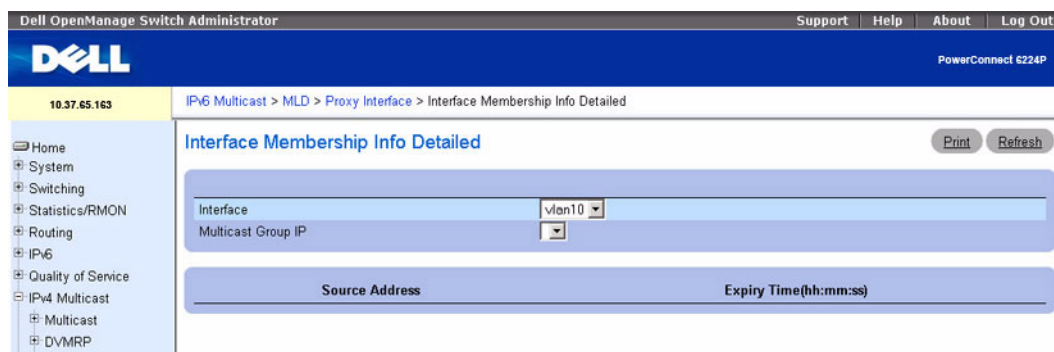 Dell OpenManage Switch Administrator
Support | Help | About | Log Out
DELL
PowerConnect 6224P
10.37.65.163
IPv6 Multicast > MLD > Proxy Interface > Interface Membership Info Detailed
Home
System
Switching
Statistics/RMON
Routing
IPv6
Quality of Service
IPv4 Multicast
Multicast
DVMRP
Interface Membership Info Detailed
Print Refresh
Interface vlan10
Multicast Group IP
Source Address Expiry Time(hh:mm:ss)